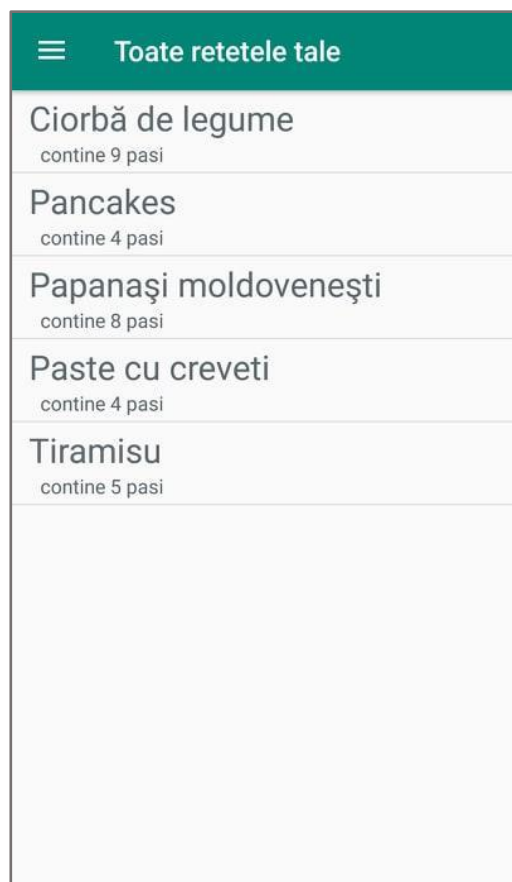 Toate retetele tale
Ciorbă de legume
contine 9 pasi
Pancakes
contine 4 pasi
Papanaşi moldoveneşti
contine 8 pasi
Paste cu creveti
contine 4 pasi
Tiramisu
contine 5 pasi